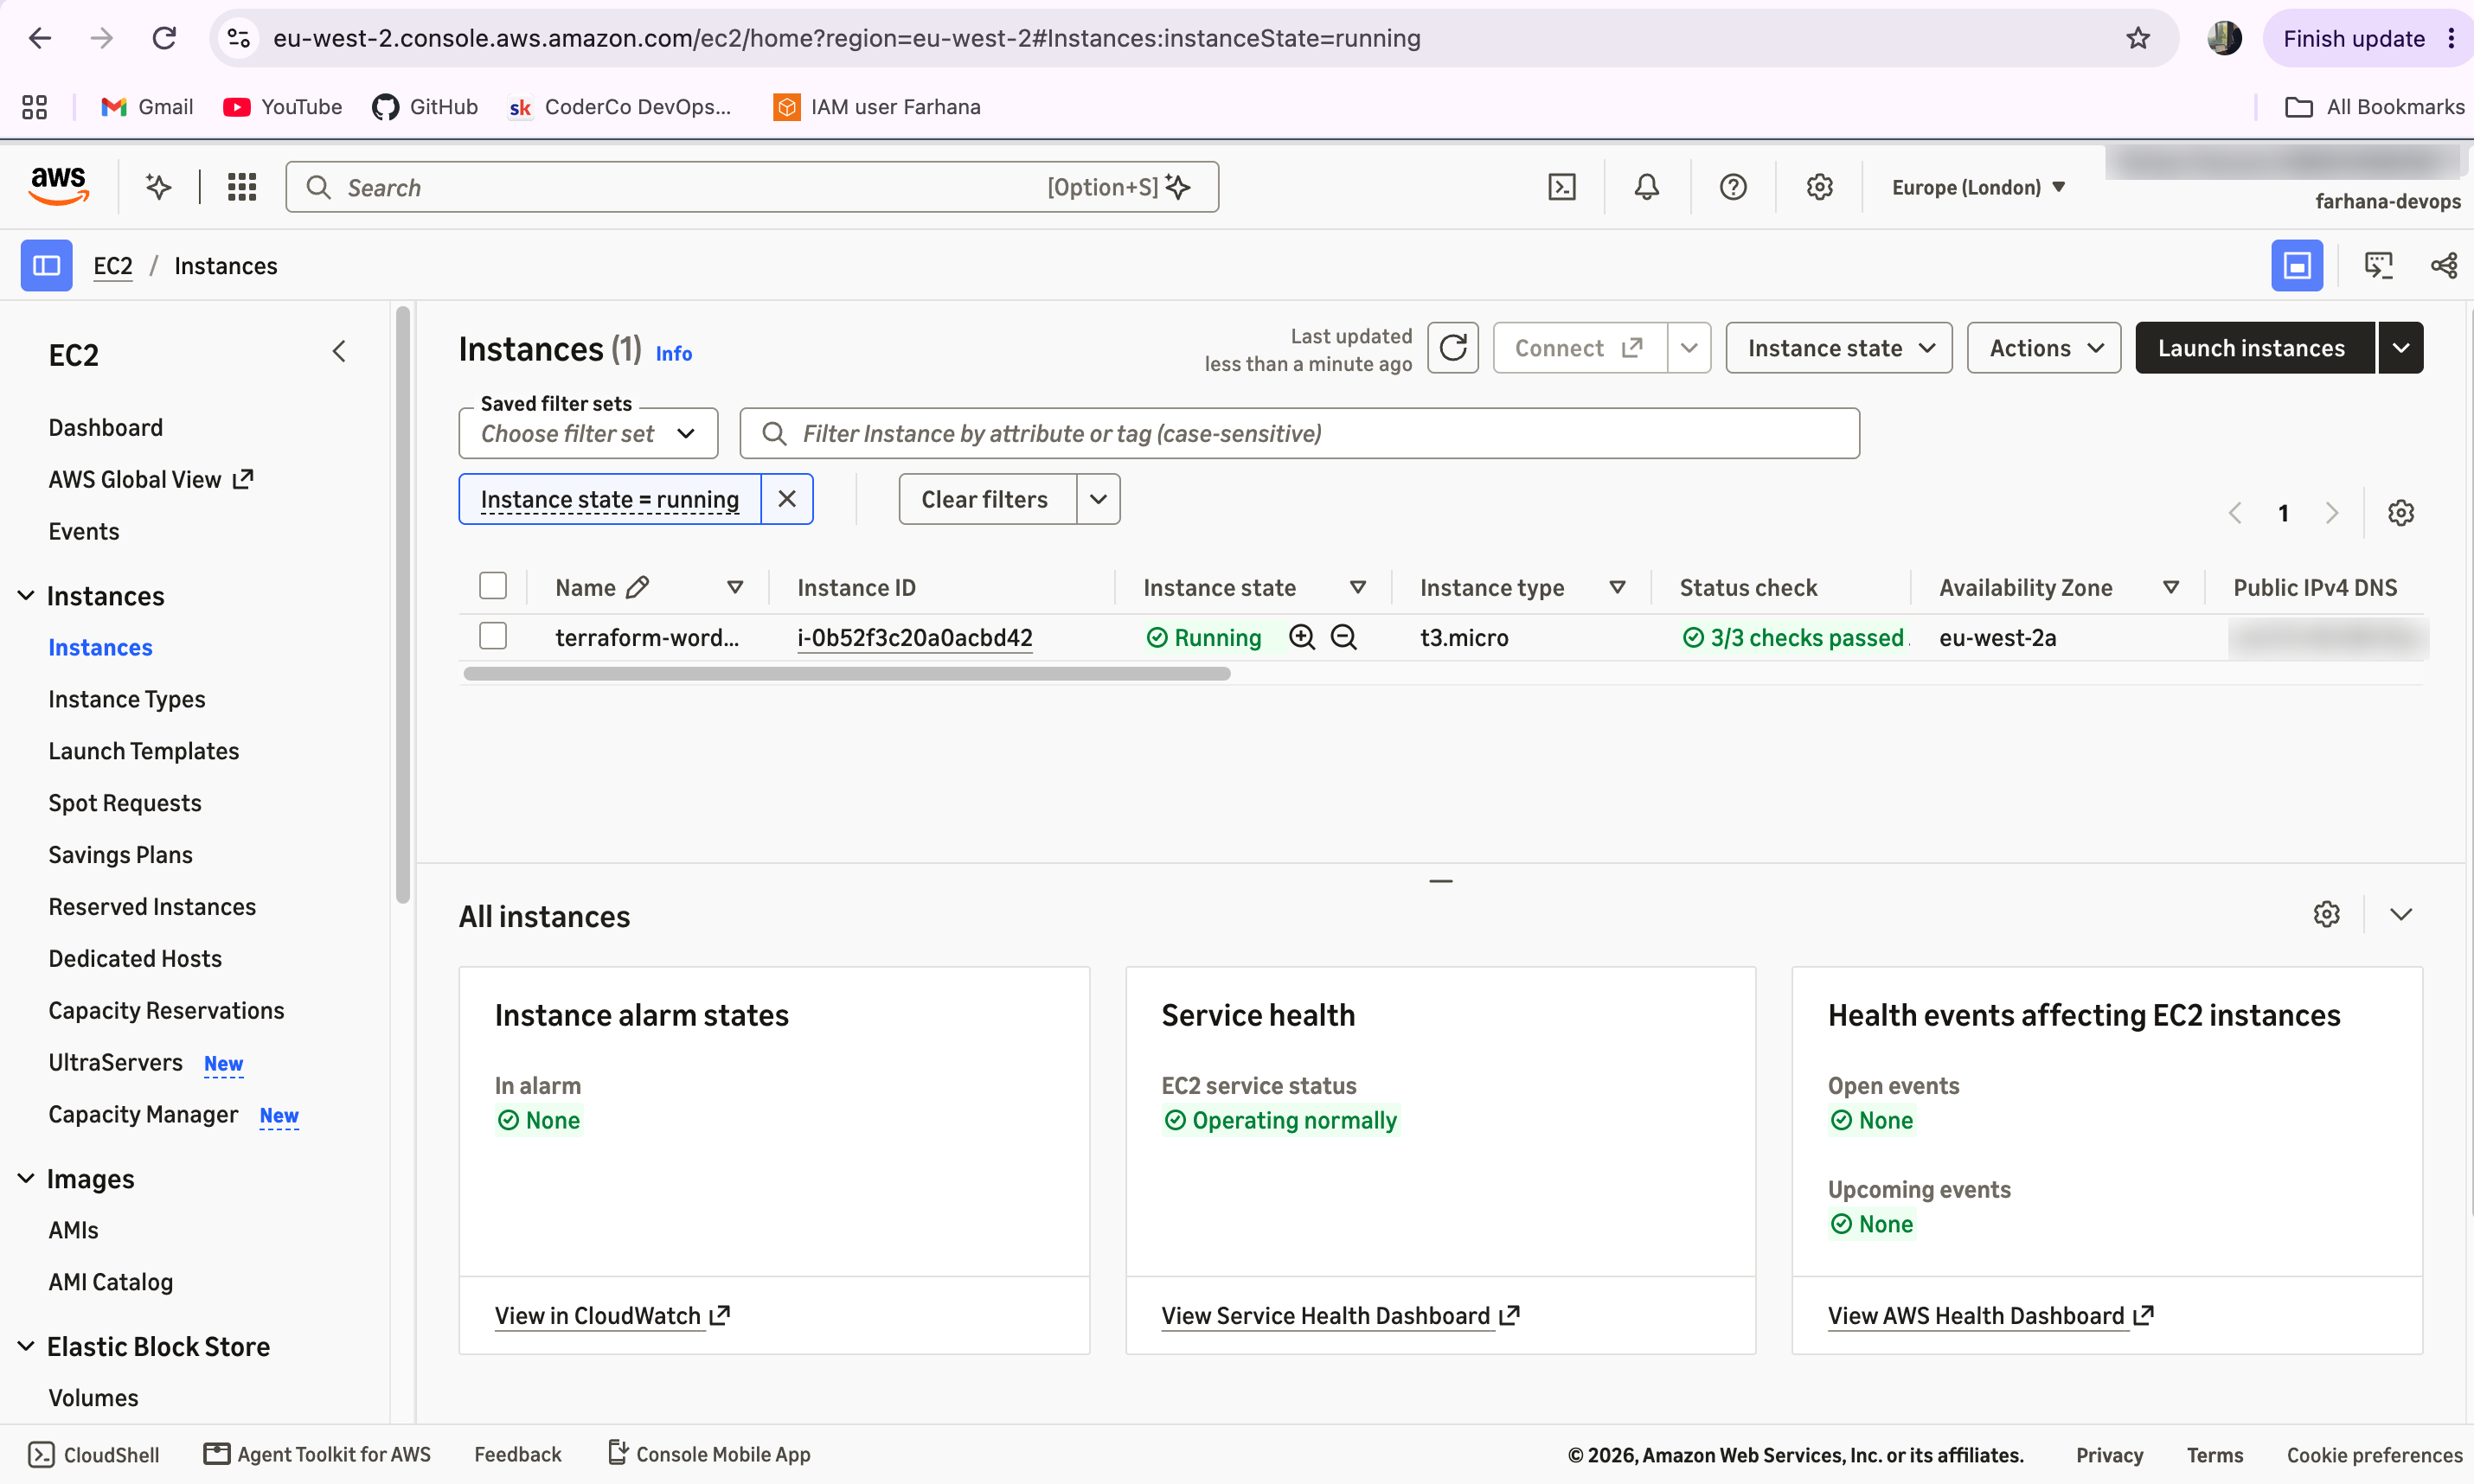 eu-west-2.console.aws.amazon.com/ec2/home?region=eu-west-2#Instances:instanceState=running
Finish update
Gmail
YouTube
GitHub
sk CoderCo DevOps...
IAM user Farhana
All Bookmarks
aws
Search
[Option+S]
Europe (London)
farhana-devops
EC2 / Instances
EC2
Dashboard
AWS Global View
Events
Instances
Instances
Instance Types
Launch Templates
Spot Requests
Savings Plans
Reserved Instances
Dedicated Hosts
Capacity Reservations
UltraServers New
Capacity Manager New
Images
AMIs
AMI Catalog
Elastic Block Store
Volumes
Instances (1) Info
Last updated
less than a minute ago
Connect
Instance state
Actions
Launch instances
Saved filter sets
Choose filter set
Filter Instance by attribute or tag (case-sensitive)
Instance state = running
Clear filters
1
Name Instance ID Instance state Instance type Status check Availability Zone Public IPv4 DNS
terraform-word... i-0b52f3c20a0acbd42 Running t3.micro 3/3 checks passed eu-west-2a
All instances
Instance alarm states
In alarm
None
View in CloudWatch
Service health
EC2 service status
Operating normally
View Service Health Dashboard
Health events affecting EC2 instances
Open events
None
Upcoming events
None
View AWS Health Dashboard
CloudShell
Agent Toolkit for AWS
Feedback
Console Mobile App
© 2026, Amazon Web Services, Inc. or its affiliates.
Privacy
Terms
Cookie preferences